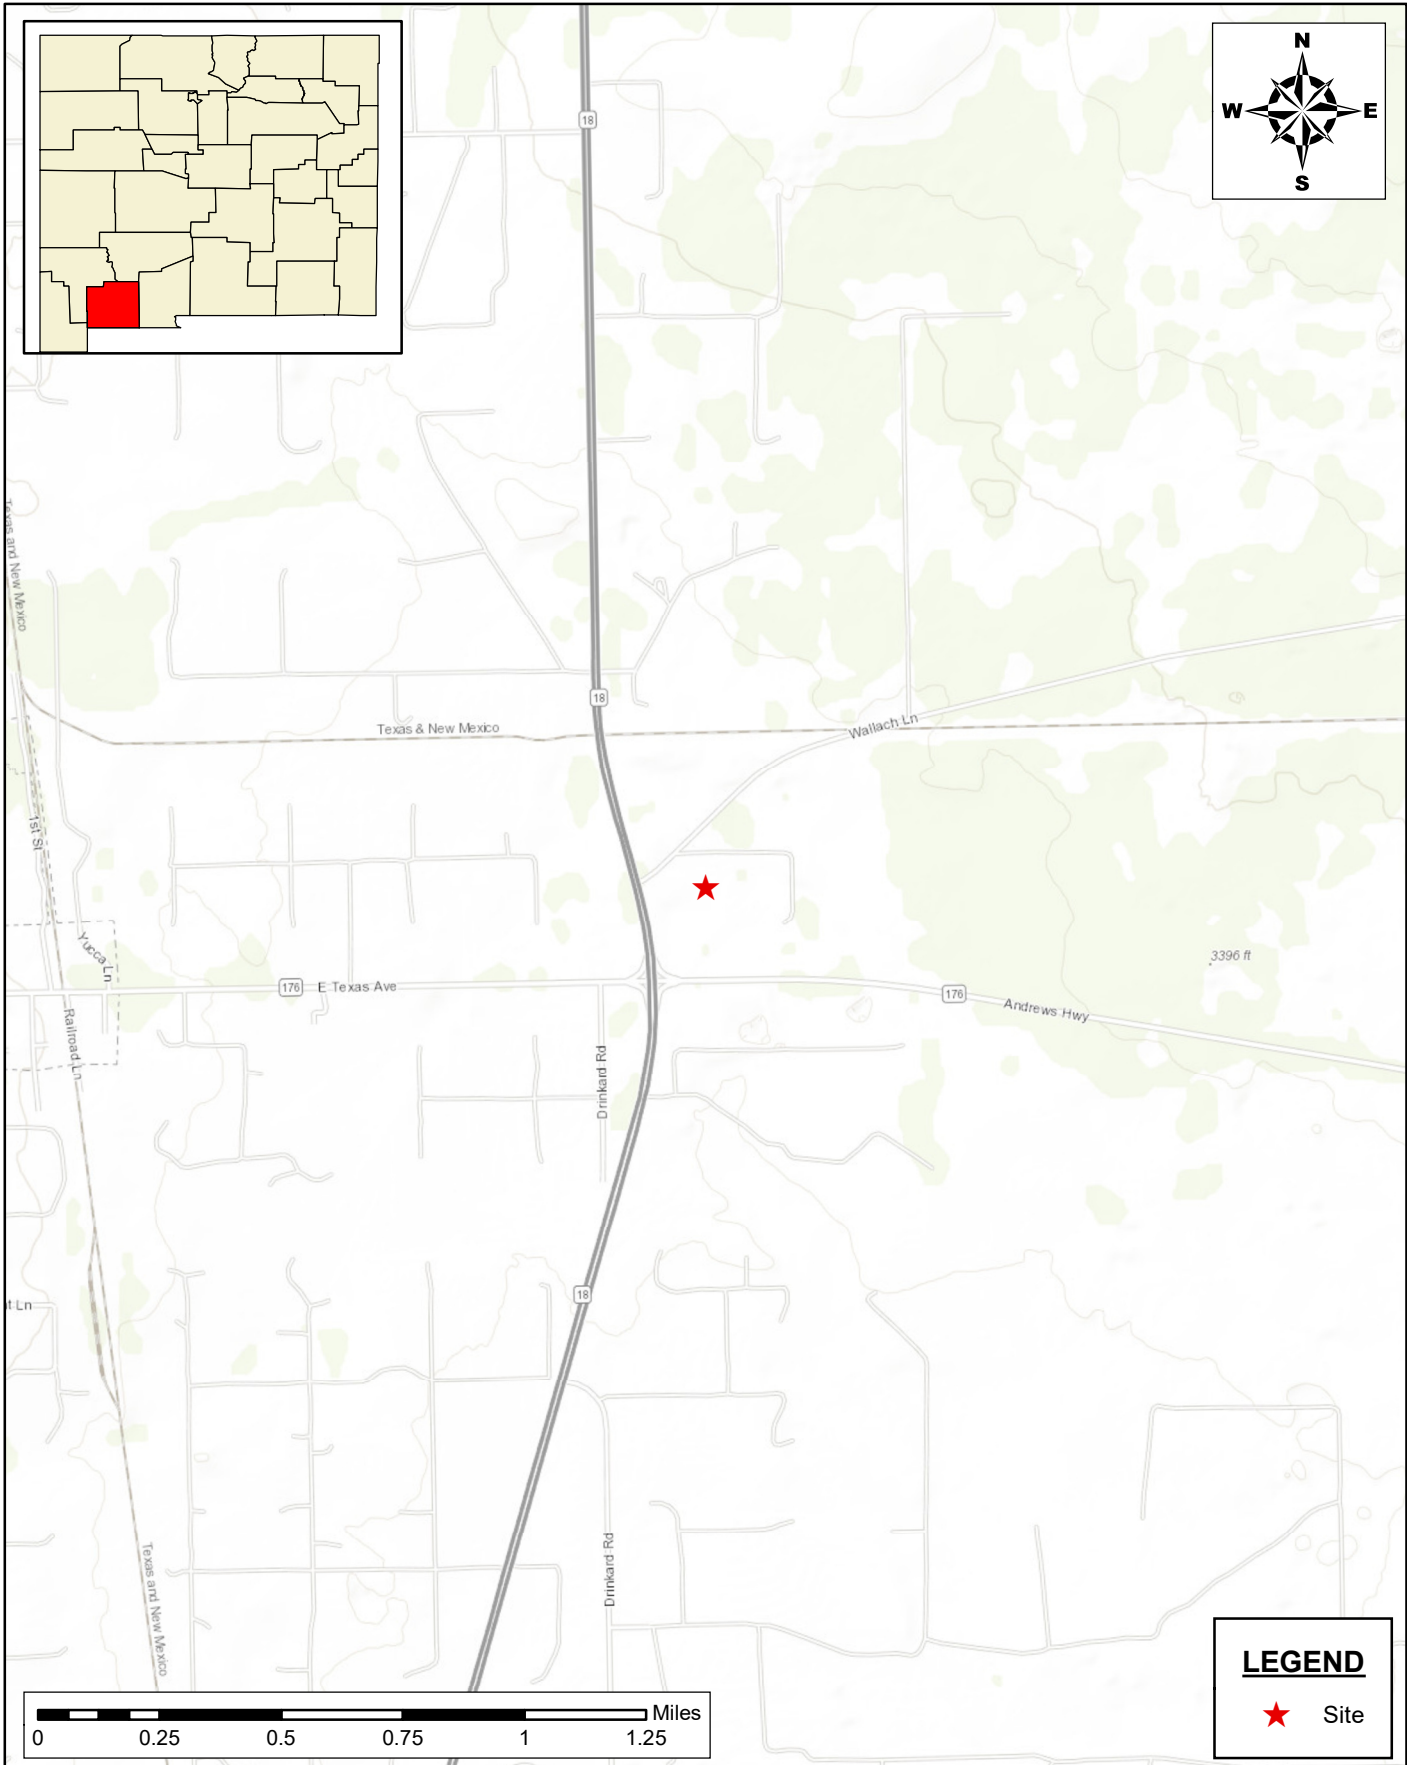 N
W E
S
18
18
Texas and New Mexico
Texas & New Mexico
Wallach Ln
1st St
Yucca Ln
176
E Texas Ave
176
Andrews Hwy
3396 ft
Railroad Ln
Drinkard Rd
18
t Ln
Drinkard Rd
Texas and New Mexico
LEGEND
Site
Miles
0 0.25 0.5 0.75 1 1.25